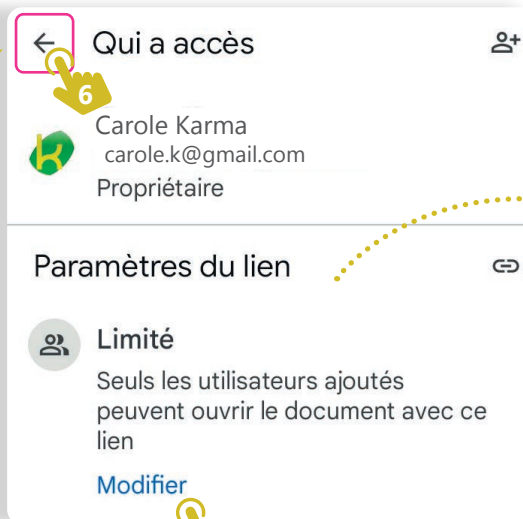 Qui a accès
6
Carole Karma
carole.k@gmail.com
Propriétaire
Paramètres du lien
Limité
Seuls les utilisateurs ajoutés
peuvent ouvrir le document avec ce
lien
Modifier